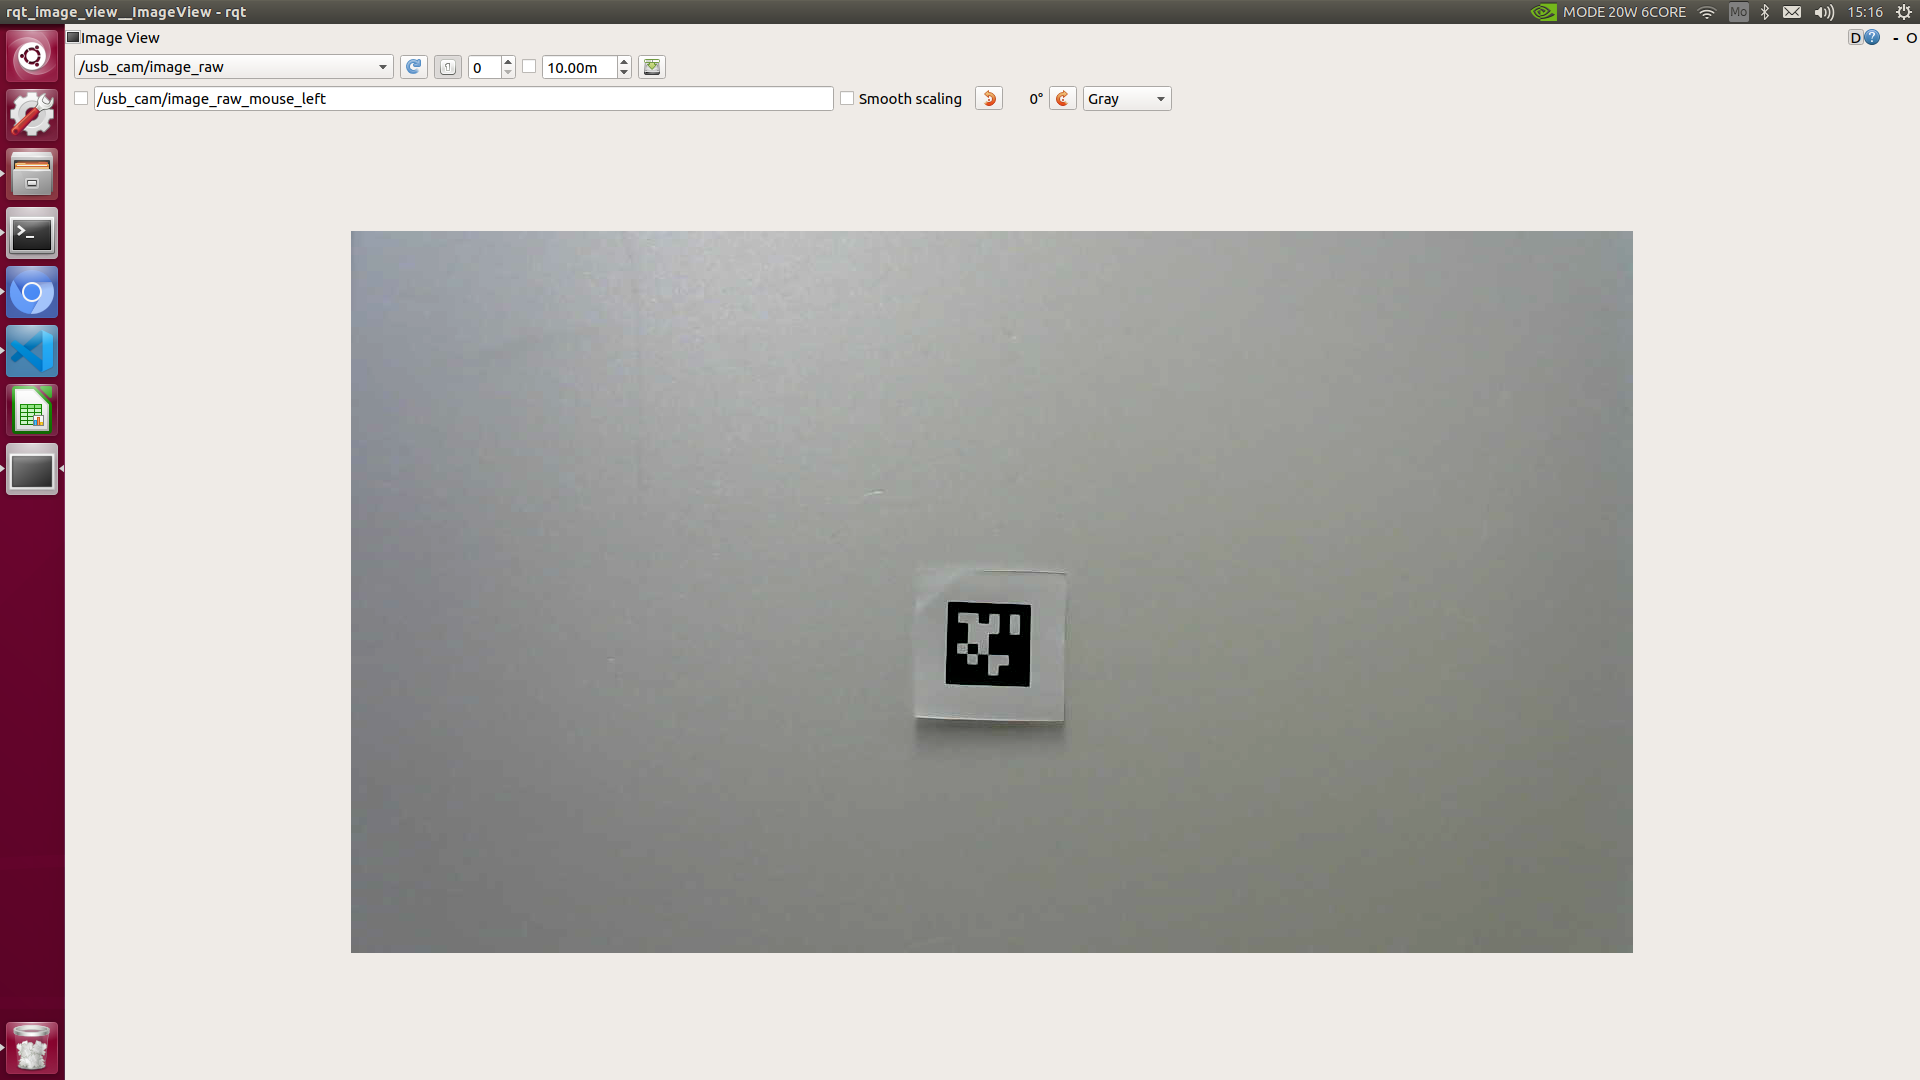 rqt_image_view__ImageView - rqt
MODE 20W 6CORE Mo 15:16
Image View D ? - O
/usb_cam/image_raw 0 10.00m
/usb_cam/image_raw_mouse_left Smooth scaling 0° Gray